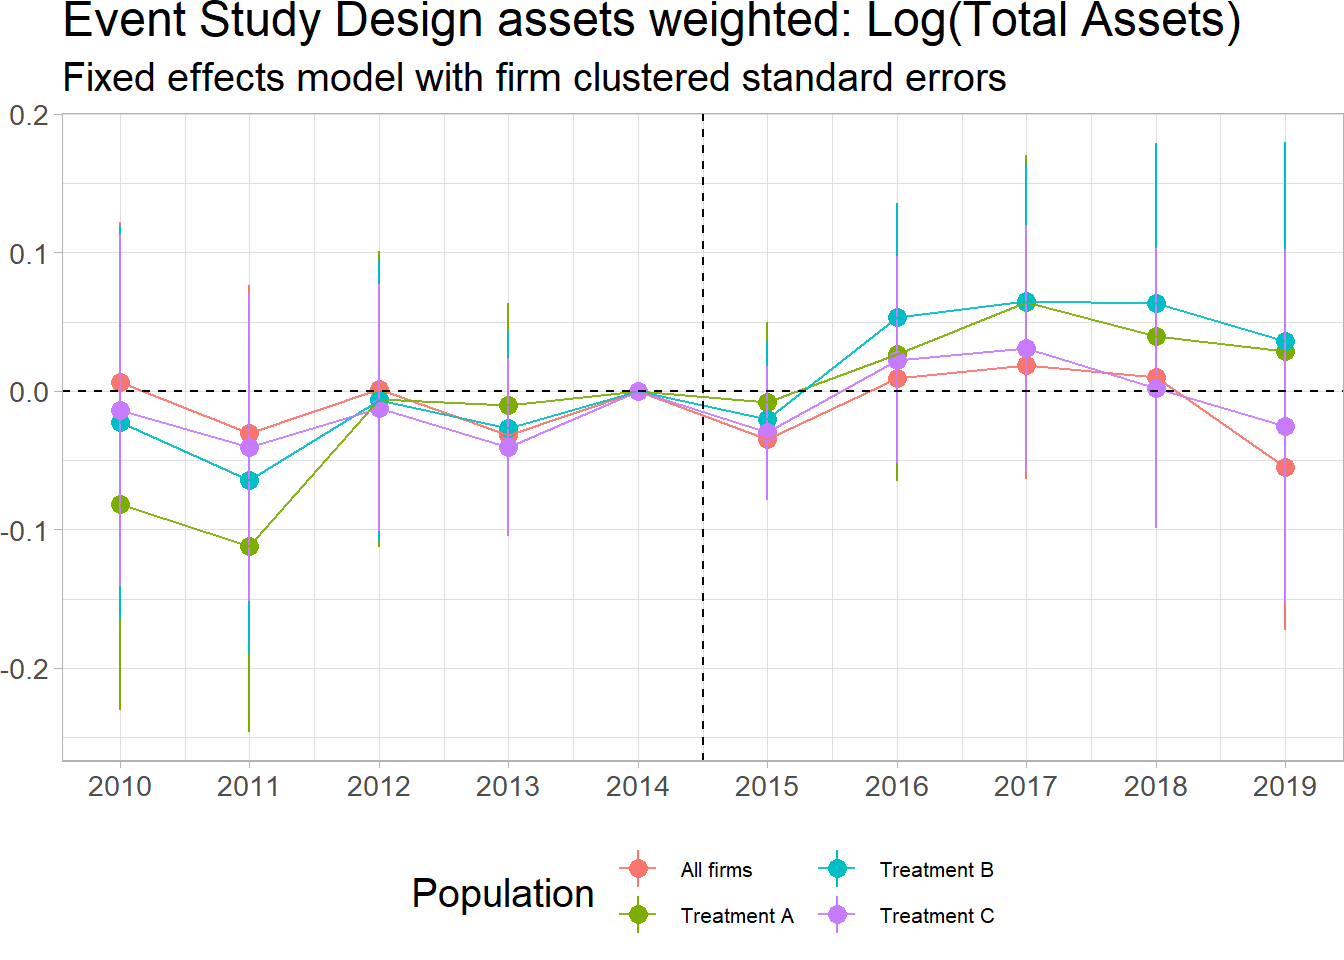 Event Study Design assets weighted: Log(Total Assets)
Fixed effects model with firm clustered standard errors
0.2
0.1
0.0
-0.1
-0.2
2010 2011 2012 2013 2014 2015 2016 2017 2018 2019
Population
All firms
Treatment A
Treatment B
Treatment C